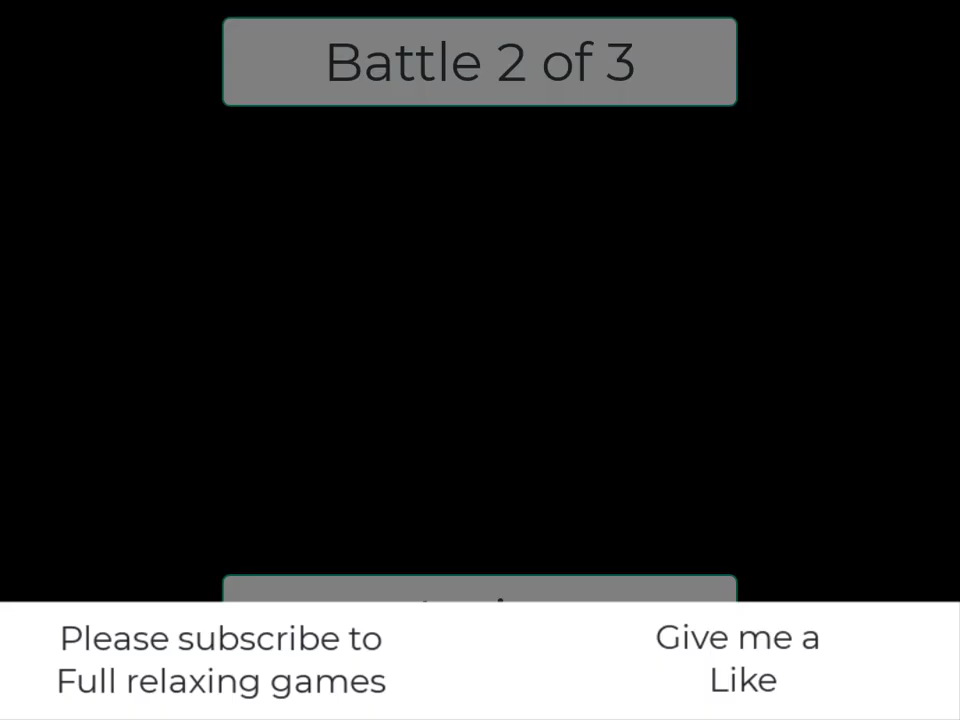 Battle 2 of 3
Please subscribe to
Full relaxing games
Give me a
Like